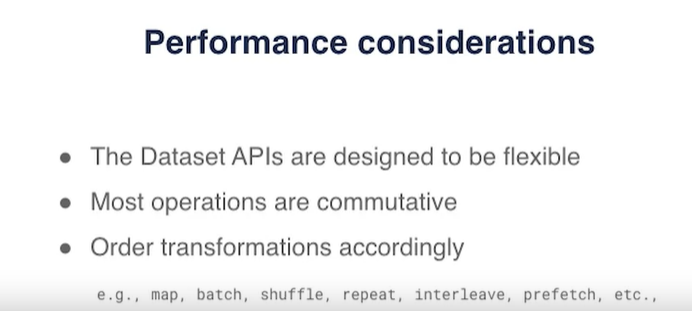 Performance considerations
● The Dataset APIs are designed to be flexible
● Most operations are commutative
● Order transformations accordingly
e.g., map, batch, shuffle, repeat, interleave, prefetch, etc.,